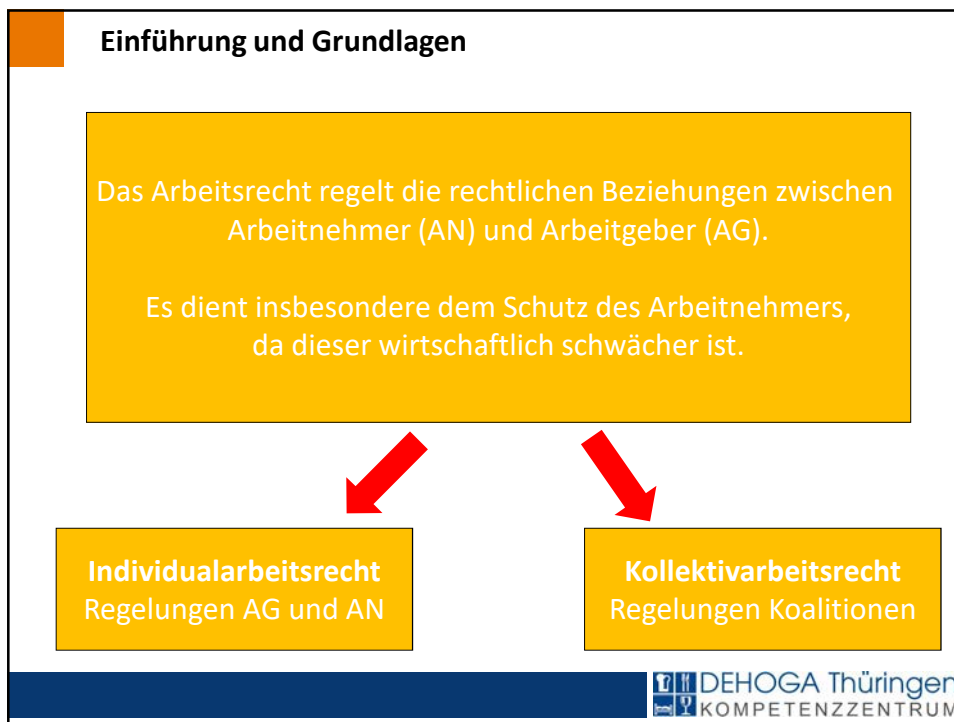 Einführung und Grundlagen
Das Arbeitsrecht regelt die rechtlichen Beziehungen zwischen
Arbeitnehmer (AN) und Arbeitgeber (AG).
Es dient insbesondere dem Schutz des Arbeitnehmers,
da dieser wirtschaftlich schwächer ist.
Individualarbeitsrecht
Regelungen AG und AN
Kollektivarbeitsrecht
Regelungen Koalitionen
DEHOGA Thüringen
KOMPETENZZENTRUM